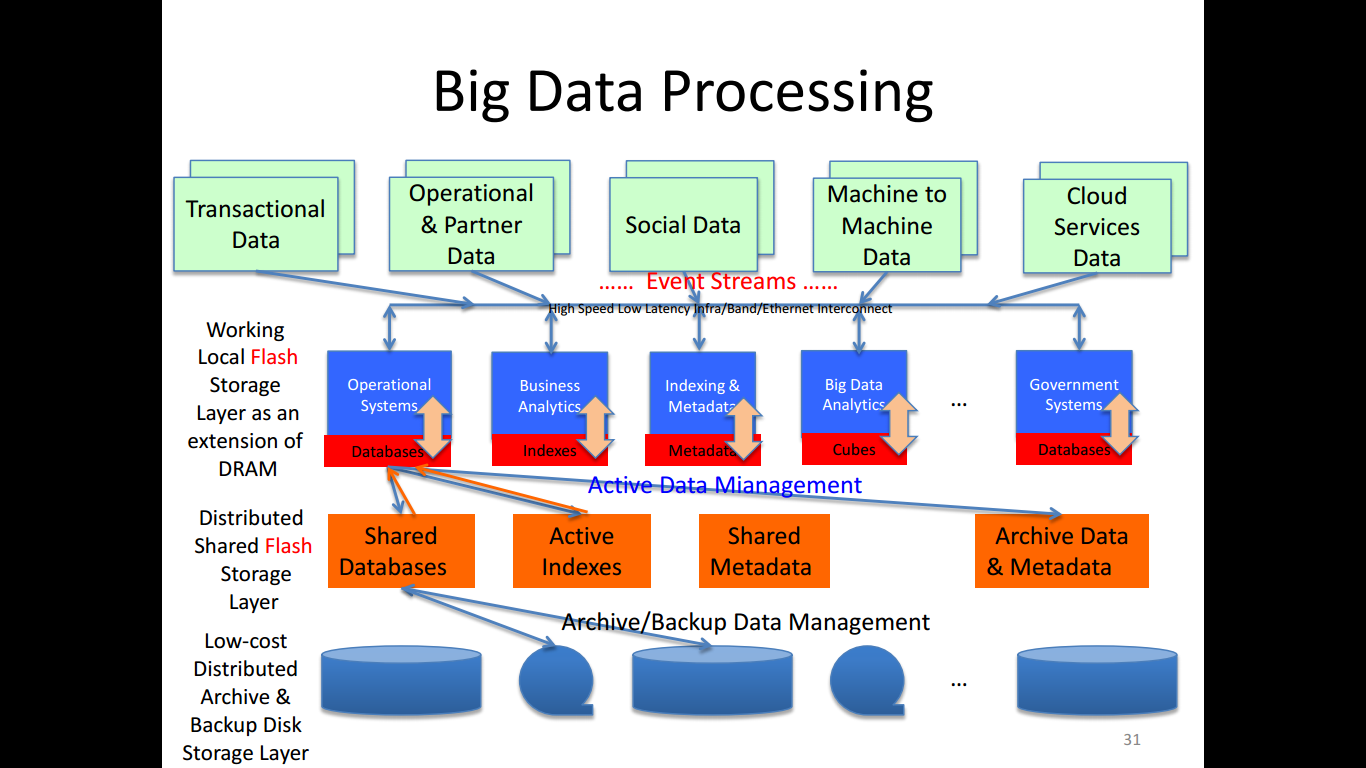 Big Data Processing
Transactional
Data
Operational
& Partner
Data
Social Data
Machine to
Machine
Data
Cloud
Services
Data
…… Event Streams ……
High Speed Low Latency Infra/Band/Ethernet Interconnect
Working
Local Flash
Storage
Layer as an
extension of
DRAM
Operational
Systems
Databases
Business
Analytics
Indexes
Indexing &
Metadata
Metadata
Big Data
Analytics
Cubes
...
Government
Systems
Databases
Active Data Mianagement
Distributed
Shared Flash
Storage
Layer
Shared
Databases
Active
Indexes
Shared
Metadata
Archive Data
& Metadata
Archive/Backup Data Management
Low-cost
Distributed
Archive &
Backup Disk
Storage Layer
...
31